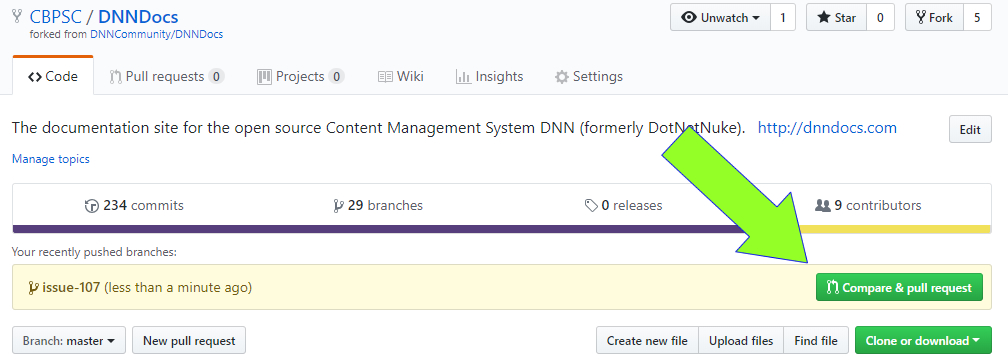 CBPSC / DNNDocs
Unwatch 1 Star 0 Fork 5
forked from DNNCommunity/DNNDocs
Code Pull requests 0 Projects 0 Wiki Insights Settings
The documentation site for the open source Content Management System DNN (formerly DotNetNuke). http://dnndocs.com Edit
Manage topics
234 commits 29 branches 0 releases 9 contributors
Your recently pushed branches:
issue-107 (less than a minute ago) Compare & pull request
Branch: master New pull request Create new file Upload files Find file Clone or download